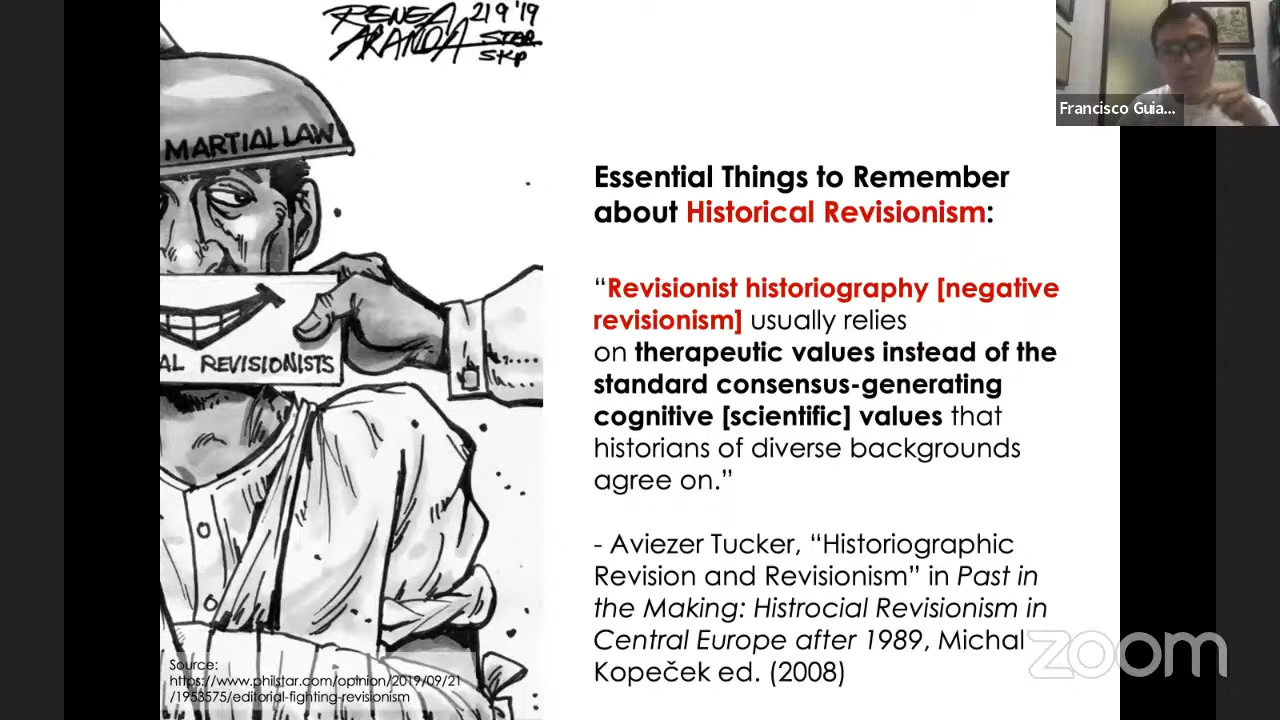 RENE ARANDA
219'19
STAR
SKP
MARTIAL LAW
AL REVISIONISTS
Francisco Guia...
Essential Things to Remember
about Historical Revisionism:
“Revisionist historiography [negative
revisionism] usually relies
on therapeutic values instead of the
standard consensus-generating
cognitive [scientific] values that
historians of diverse backgrounds
agree on.”
- Aviezer Tucker, “Historiographic
Revision and Revisionism” in Past in
the Making: Histrocial Revisionism in
Central Europe after 1989, Michal
Kopeček ed. (2008)
Source:
https://www.philstar.com/opinion/2019/09/21
/1953575/editorial-fighting-revisionism
zoom